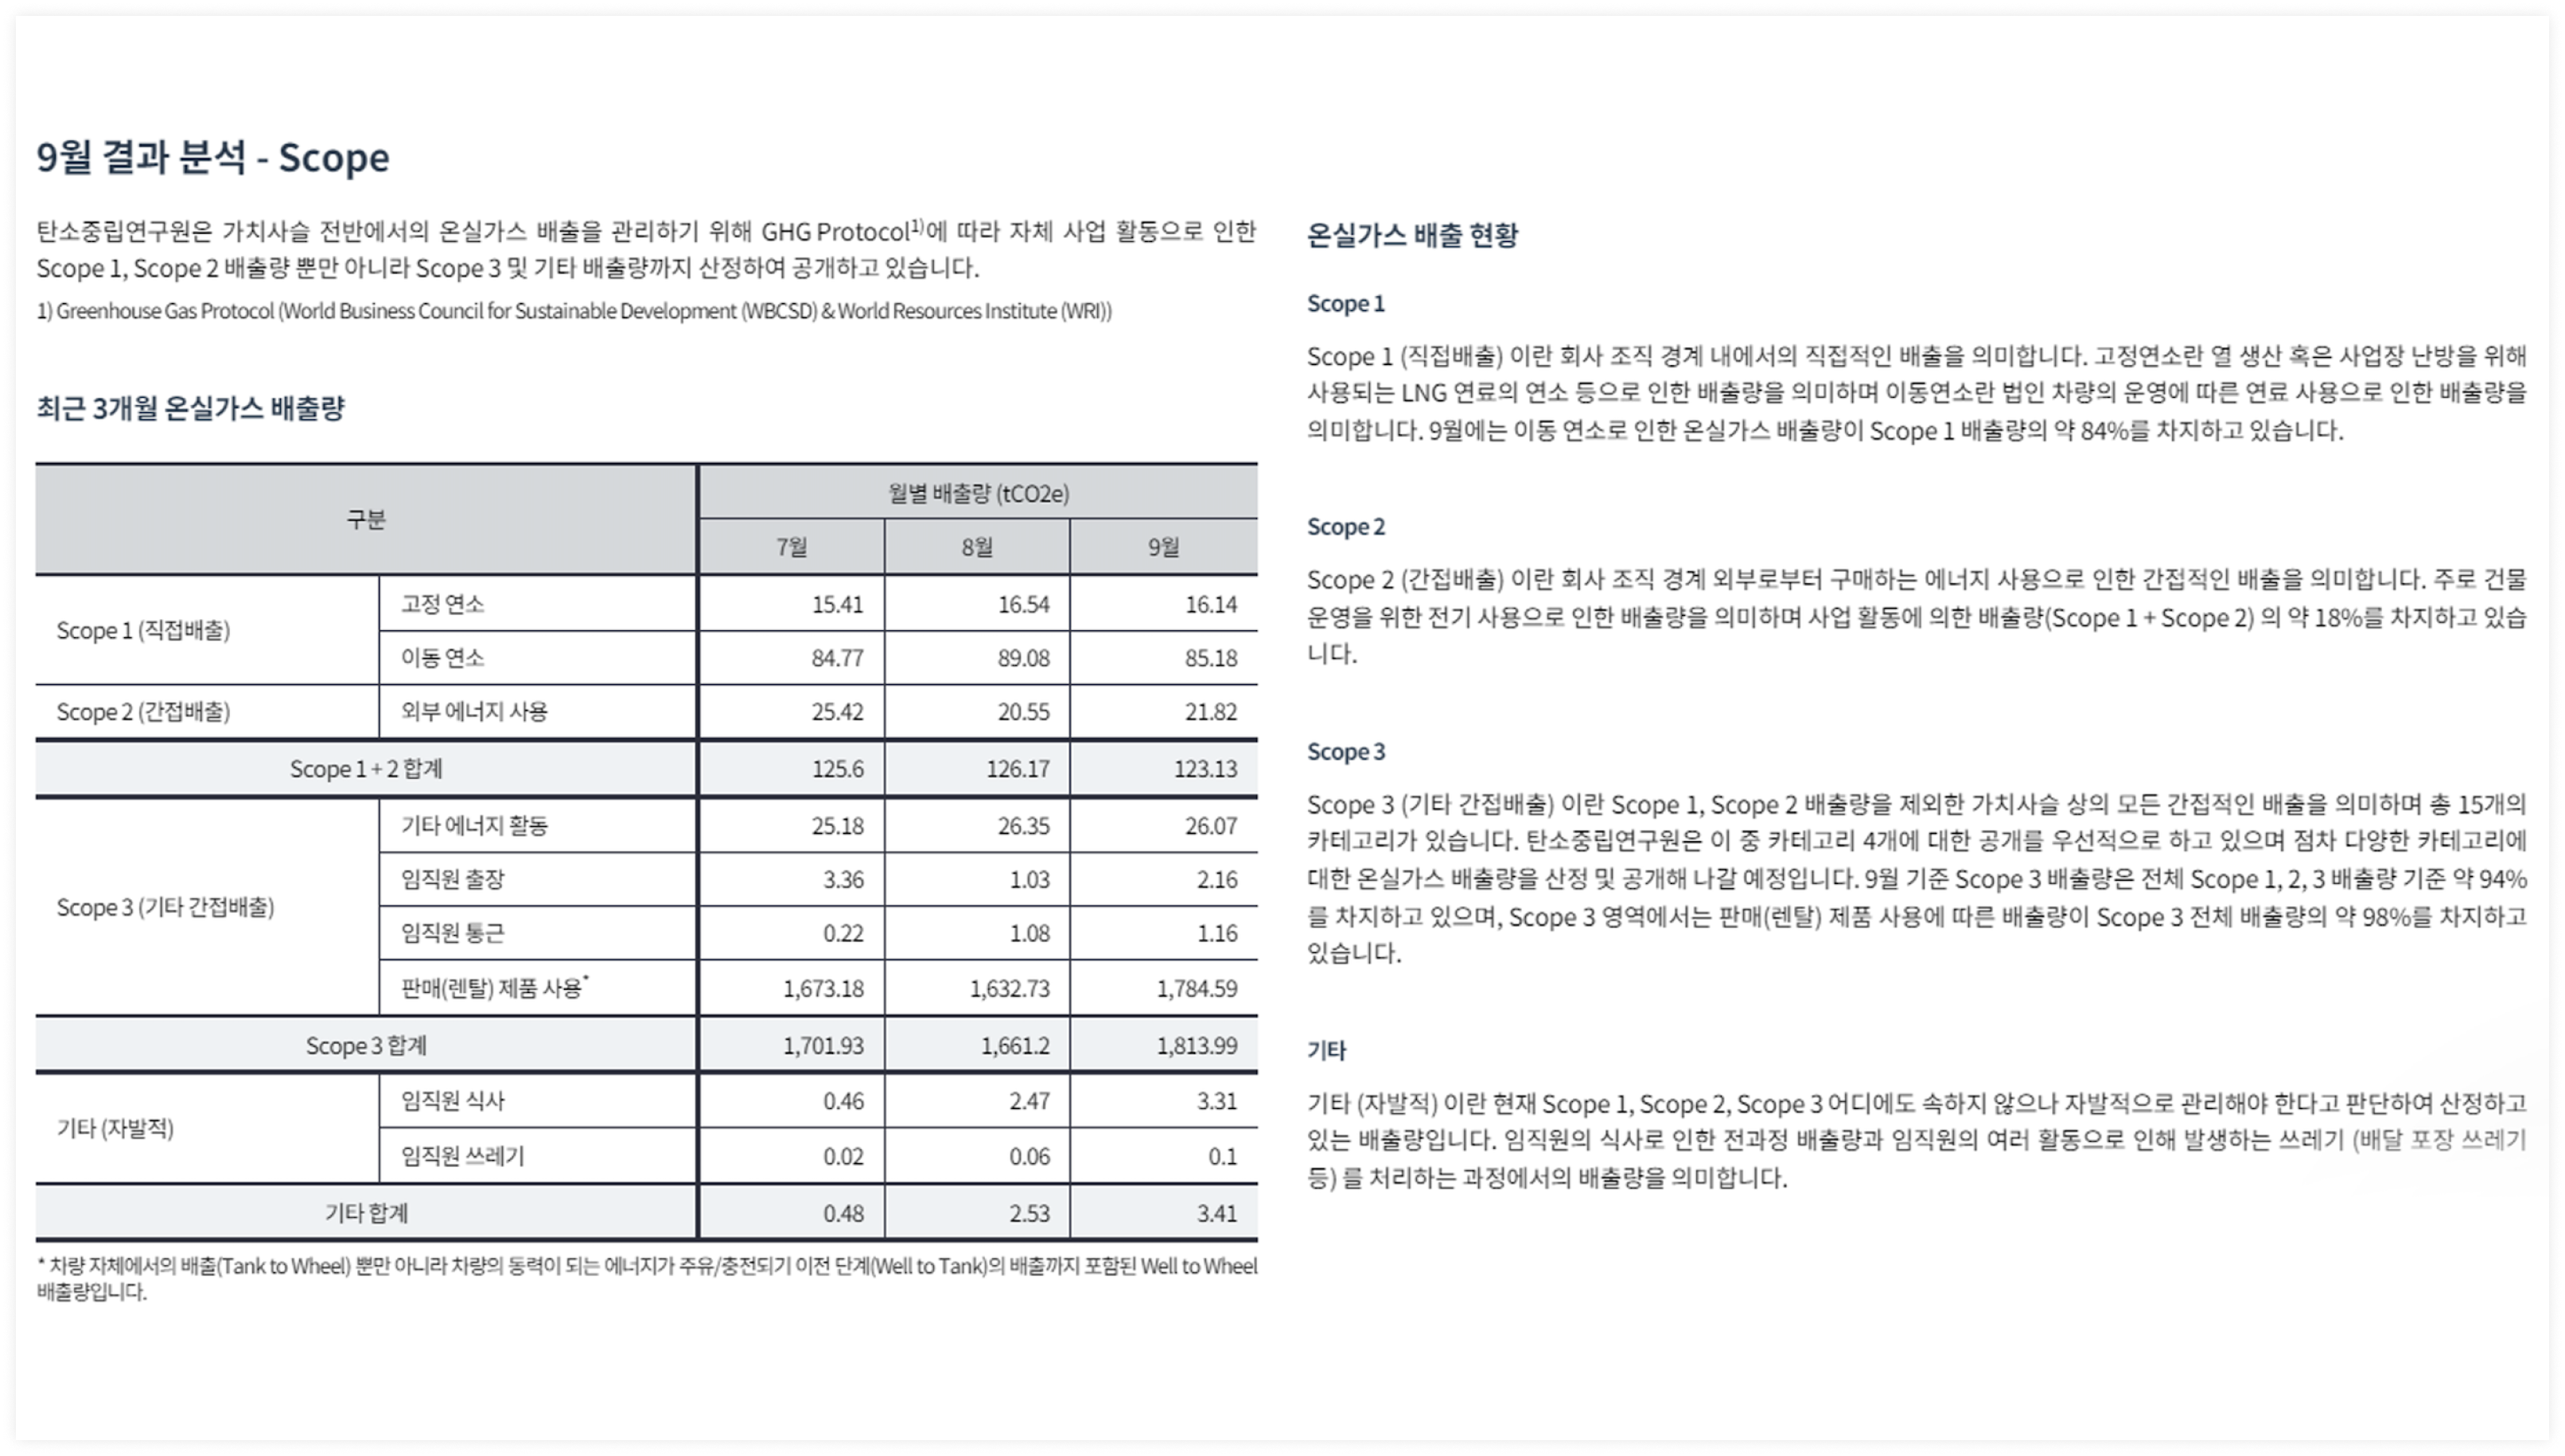 9월 결과 분석 - Scope
탄소중립연구원은 가치사슬 전반에서의 온실가스 배출을 관리하기 위해 GHG Protocol1)에 따라 자체 사업 활동으로 인한
Scope 1, Scope 2 배출량 뿐만 아니라 Scope 3 및 기타 배출량까지 산정하여 공개하고 있습니다.
1) Greenhouse Gas Protocol (World Business Council for Sustainable Development (WBCSD) & World Resources Institute (WRI))
최근 3개월 온실가스 배출량
구분 월별 배출량 (tCO2e)
7월 8월 9월
Scope 1 (직접배출) 고정 연소 15.41 16.54 16.14
이동 연소 84.77 89.08 85.18
Scope 2 (간접배출) 외부 에너지 사용 25.42 20.55 21.82
Scope 1 + 2 합계 125.6 126.17 123.13
Scope 3 (기타 간접배출) 기타 에너지 활동 25.18 26.35 26.07
임직원 출장 3.36 1.03 2.16
임직원 통근 0.22 1.08 1.16
판매(렌탈) 제품 사용* 1,673.18 1,632.73 1,784.59
Scope 3 합계 1,701.93 1,661.2 1,813.99
기타 (자발적) 임직원 식사 0.46 2.47 3.31
임직원 쓰레기 0.02 0.06 0.1
기타 합계 0.48 2.53 3.41
* 차량 자체에서의 배출(Tank to Wheel) 뿐만 아니라 차량의 동력이 되는 에너지가 주유/충전되기 이전 단계(Well to Tank)의 배출까지 포함된 Well to Wheel
배출량입니다.
온실가스 배출 현황
Scope 1
Scope 1 (직접배출) 이란 회사 조직 경계 내에서의 직접적인 배출을 의미합니다. 고정연소란 열 생산 혹은 사업장 난방을 위해
사용되는 LNG 연료의 연소 등으로 인한 배출량을 의미하며 이동연소란 법인 차량의 운영에 따른 연료 사용으로 인한 배출량을
의미합니다. 9월에는 이동 연소로 인한 온실가스 배출량이 Scope 1 배출량의 약 84%를 차지하고 있습니다.
Scope 2
Scope 2 (간접배출) 이란 회사 조직 경계 외부로부터 구매하는 에너지 사용으로 인한 간접적인 배출을 의미합니다. 주로 건물
운영을 위한 전기 사용으로 인한 배출량을 의미하며 사업 활동에 의한 배출량(Scope 1 + Scope 2) 의 약 18%를 차지하고 있습
니다.
Scope 3
Scope 3 (기타 간접배출) 이란 Scope 1, Scope 2 배출량을 제외한 가치사슬 상의 모든 간접적인 배출을 의미하며 총 15개의
카테고리가 있습니다. 탄소중립연구원은 이 중 카테고리 4개에 대한 공개를 우선적으로 하고 있으며 점차 다양한 카테고리에
대한 온실가스 배출량을 산정 및 공개해 나갈 예정입니다. 9월 기준 Scope 3 배출량은 전체 Scope 1, 2, 3 배출량 기준 약 94%
를 차지하고 있으며, Scope 3 영역에서는 판매(렌탈) 제품 사용에 따른 배출량이 Scope 3 전체 배출량의 약 98%를 차지하고
있습니다.
기타
기타 (자발적) 이란 현재 Scope 1, Scope 2, Scope 3 어디에도 속하지 않으나 자발적으로 관리해야 한다고 판단하여 산정하고
있는 배출량입니다. 임직원의 식사로 인한 전과정 배출량과 임직원의 여러 활동으로 인해 발생하는 쓰레기 (배달 포장 쓰레기
등) 를 처리하는 과정에서의 배출량을 의미합니다.